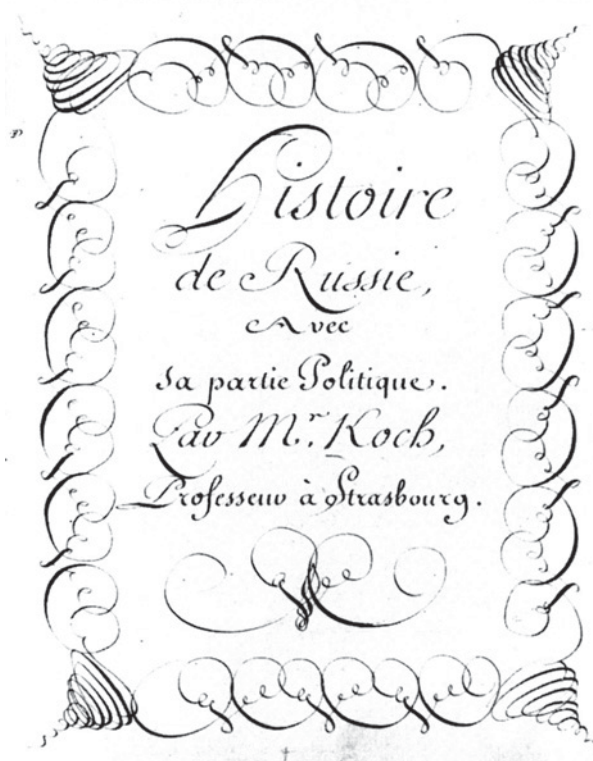 Histoire
de Russie,
Avec
sa partie Politique.
Par Mr. Koch,
Professeur à Strasbourg.